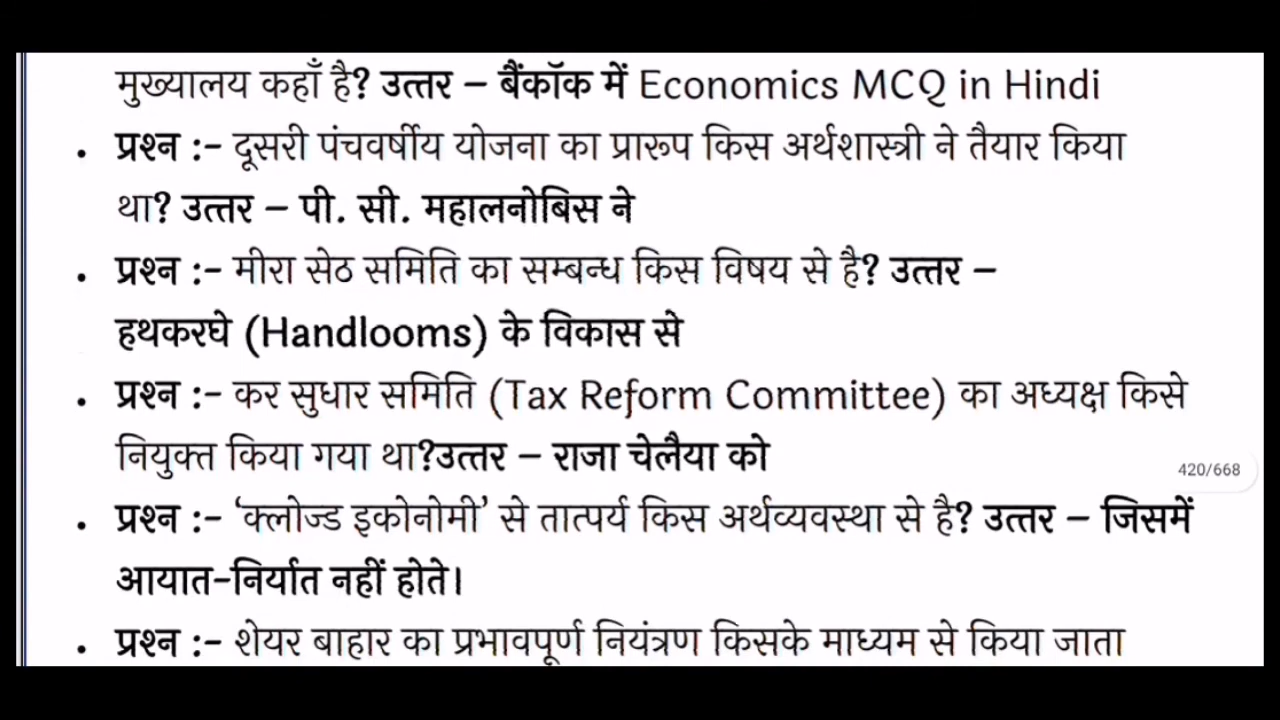 मुख्यालय कहाँ है? उत्तर – बैंकॉक में Economics MCQ in Hindi
• प्रश्न :- दूसरी पंचवर्षीय योजना का प्रारूप किस अर्थशास्त्री ने तैयार किया
था? उत्तर – पी. सी. महालनोबिस ने
• प्रश्न :- मीरा सेठ समिति का सम्बन्ध किस विषय से है? उत्तर –
हथकरघे (Handlooms) के विकास से
• प्रश्न :- कर सुधार समिति (Tax Reform Committee) का अध्यक्ष किसे
नियुक्त किया गया था?उत्तर – राजा चेलैया को
420/668
• प्रश्न :- ‘क्लोज्ड इकोनोमी’ से तात्पर्य किस अर्थव्यवस्था से है? उत्तर – जिसमें
आयात-निर्यात नहीं होते।
• प्रश्न :- शेयर बाहार का प्रभावपूर्ण नियंत्रण किसके माध्यम से किया जाता